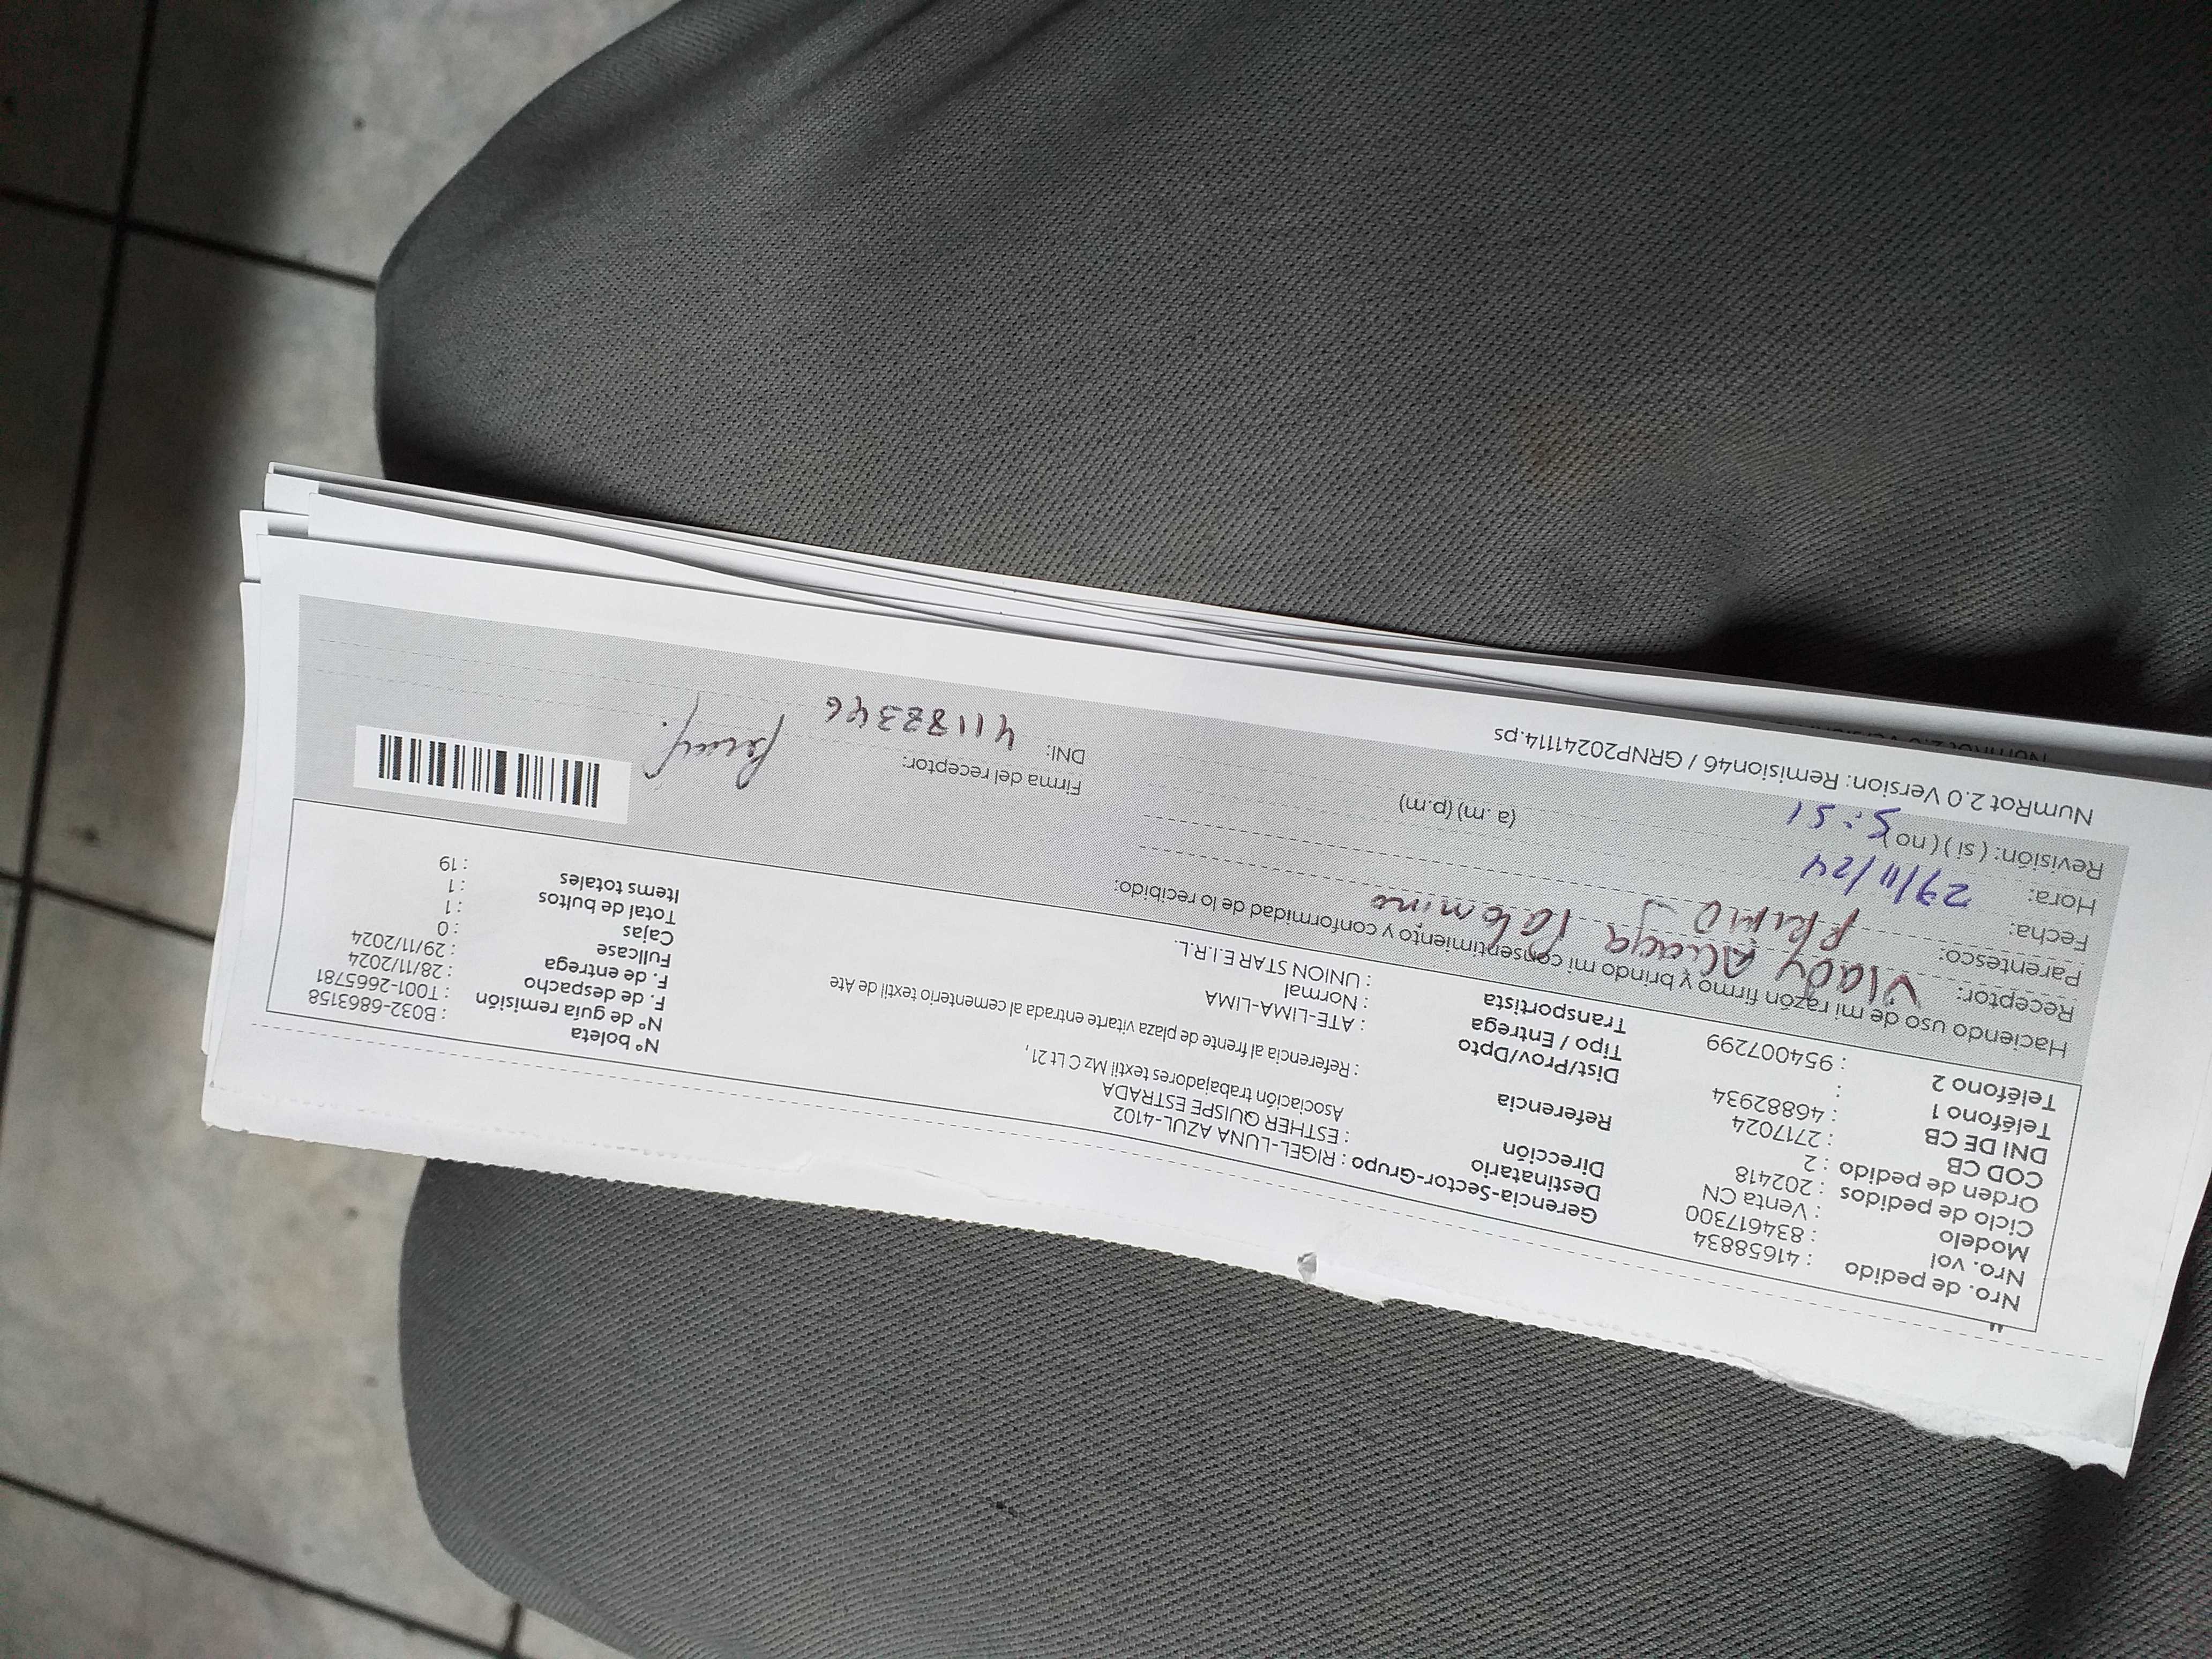 Nro. de pedido : 41658834
Nro. vol : 834617300
Modelo : Venta CN
Ciclo de pedidos : 202418
Orden de pedido : 2
COD CB : 2717024
DNI DE CB : 46882934
Teléfono 1 :
Teléfono 2 : 954007299
Gerencia-Sector-Grupo : RIGEL-LUNA AZUL-4102
Destinatario : ESTHER QUISPE ESTRADA
Dirección Asociación trabajadores textil Mz C Lt 21,
Referencia : Referencia al frente de plaza vitarte entrada al cementerio textil de Ate
Dist/Prov/Dpto : ATE-LIMA-LIMA
Tipo / Entrega : Normal
Transportista : UNION STAR E.I.R.L.
Nº boleta : B032-6863158
Nº de guía remisión : T001-2665781
F. de despacho : 28/11/2024
F. de entrega : 29/11/2024
Fullcase : 0
Cajas : 1
Total de bultos : 1
Items totales : 19
Haciendo uso de mi razón firmo y brindo mi consentimiento y conformidad de lo recibido:
Receptor: Vlady Aliaga Palomino
Parentesco: PRIMO
Fecha: 29/11/24
Hora: 5:51 (a.m) (p.m)
Revisión: ( si ) ( no )
Firma del receptor:
DNI: 41182346
NumRot 2.0 Version: Remision46 / GRNP20241114.ps